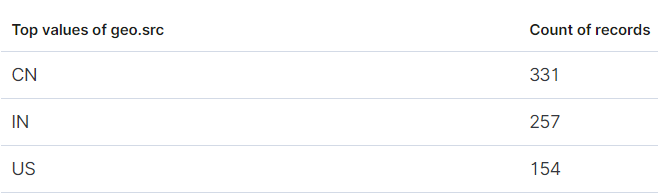 Top values of geo.src Count of records
CN 331
IN 257
US 154